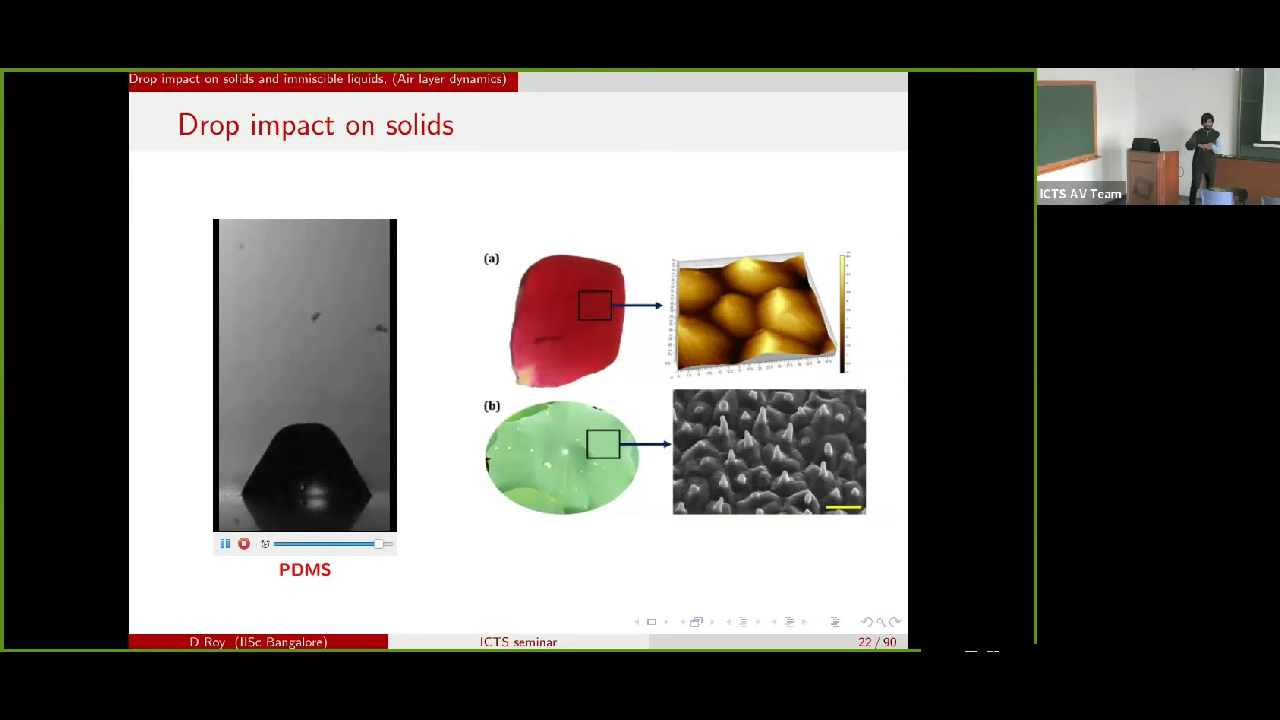 Drop impact on solids and immiscible liquids, (Air layer dynamics)
Drop impact on solids
ICTS AV Team
(a)
(b)
PDMS
D Roy (IISc Bangalore)
ICTS seminar
22 / 90